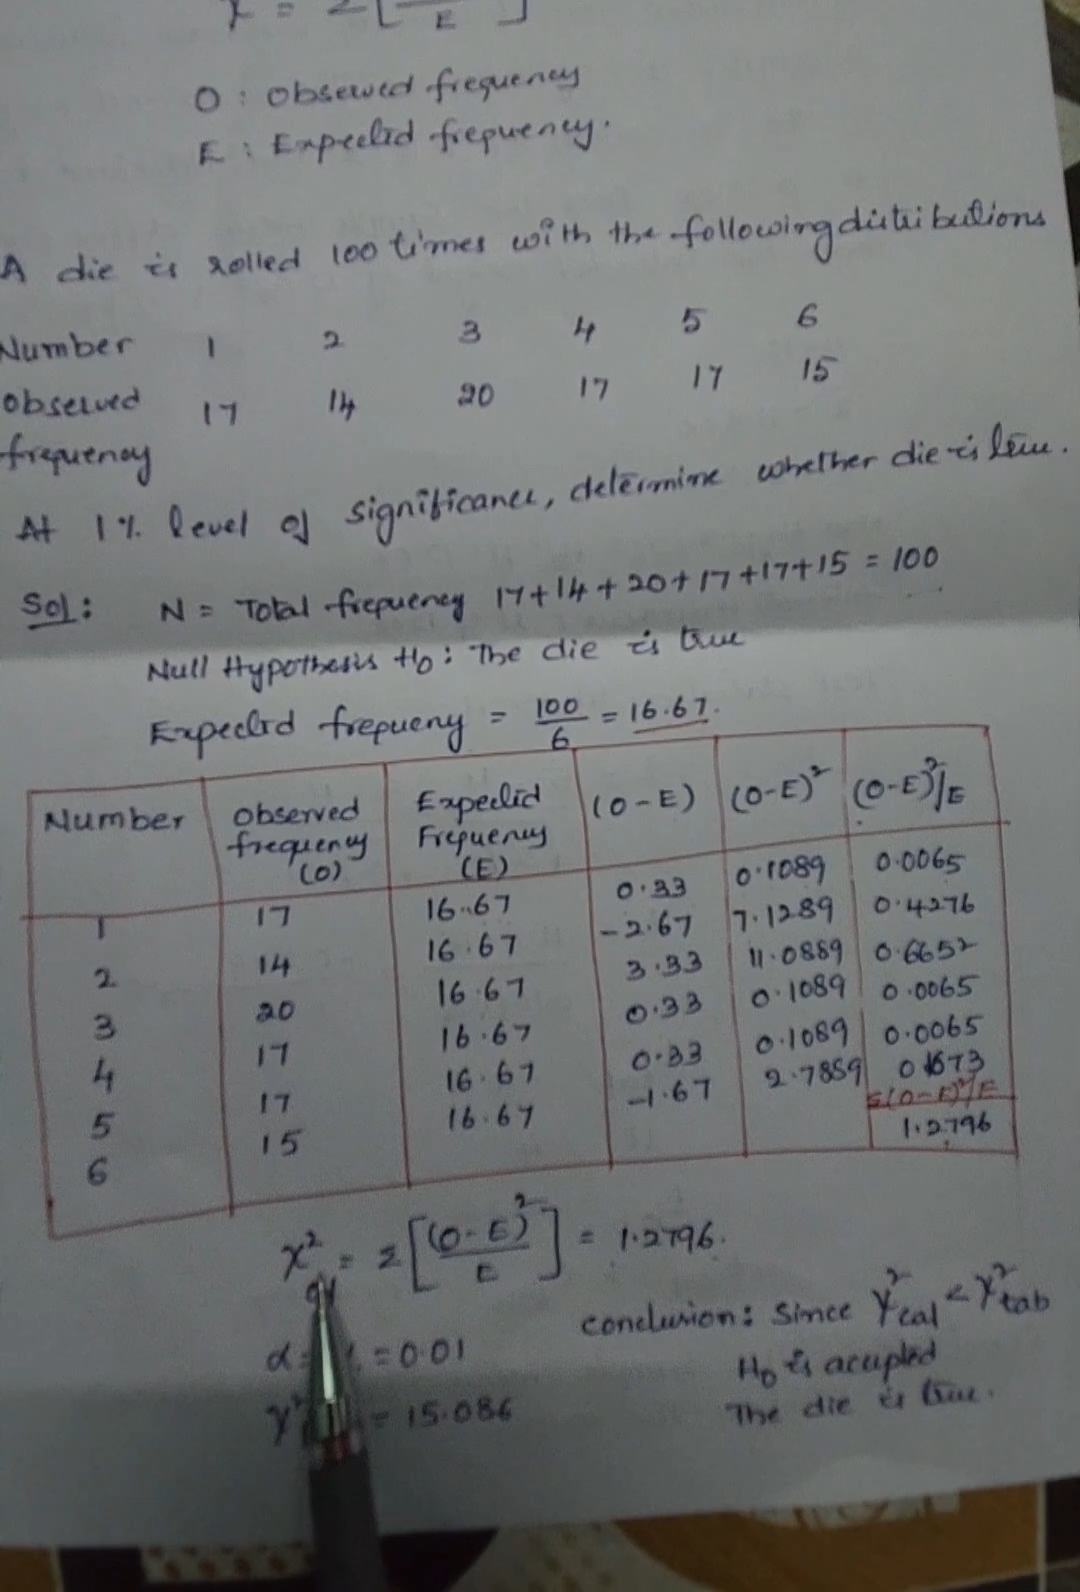 χ² = Σ[ E ]
O : Observed frequency
E : Expected frequency.
A die is rolled 100 times with the following distributions
Number 1 2 3 4 5 6
Observed 17 14 20 17 17 15
frequency
At 1% level of significance, determine whether die is true.
Sol: N = Total frequency 17+14+20+17+17+15 = 100
Null Hypothesis H₀: The die is true
Expected frequeny = 100/6 = 16.67.
Number Observed frequency (O) Expected Frequency (E) (O-E) (O-E)² (O-E)²/E
1 17 16.67 0.33 0.1089 0.0065
2 14 16.67 -2.67 7.1289 0.4276
3 20 16.67 3.33 11.0889 0.6652
4 17 16.67 0.33 0.1089 0.0065
5 17 16.67 0.33 0.1089 0.0065
6 15 16.67 -1.67 2.7889 0.1673
Σ(O-E)²/E
1.2796
χ² = Σ[(O-E)²/E] = 1.2796.
conclusion: Since χ²cal < χ²tab
α = 0.01
H₀ is accepted
χ² = 15.086
The die is true.